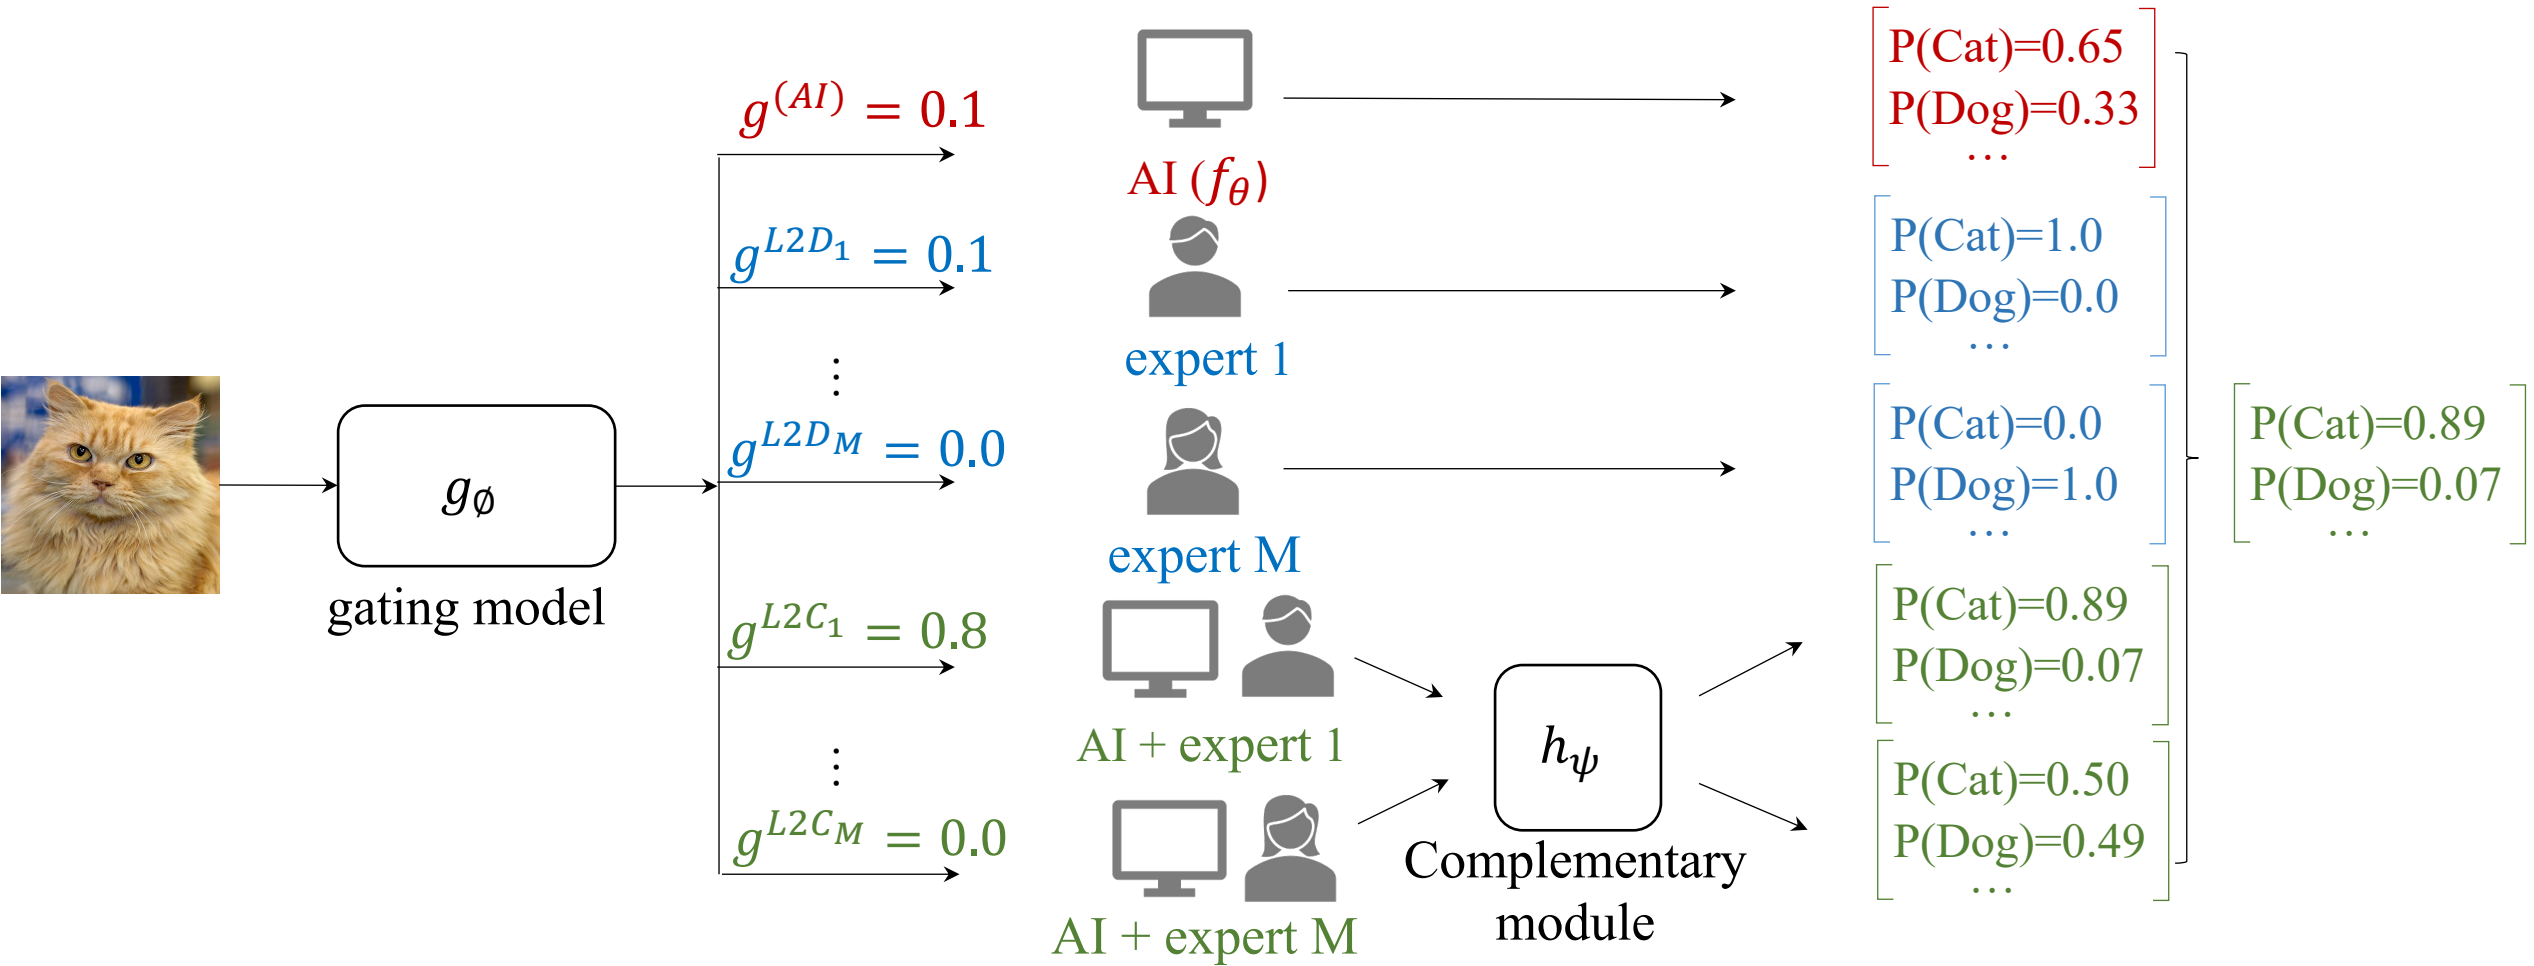 g^{(AI)} = 0.1
AI (f_θ)
P(Cat)=0.65
P(Dog)=0.33
...
g^{L2D_1} = 0.1
expert 1
P(Cat)=1.0
P(Dog)=0.0
...
⋮
g^{L2D_M} = 0.0
expert M
P(Cat)=0.0
P(Dog)=1.0
...
g_∅
gating model
g^{L2C_1} = 0.8
AI + expert 1
P(Cat)=0.89
P(Dog)=0.07
...
⋮
g^{L2C_M} = 0.0
AI + expert M
h_ψ
Complementary
module
P(Cat)=0.50
P(Dog)=0.49
...
P(Cat)=0.89
P(Dog)=0.07
...